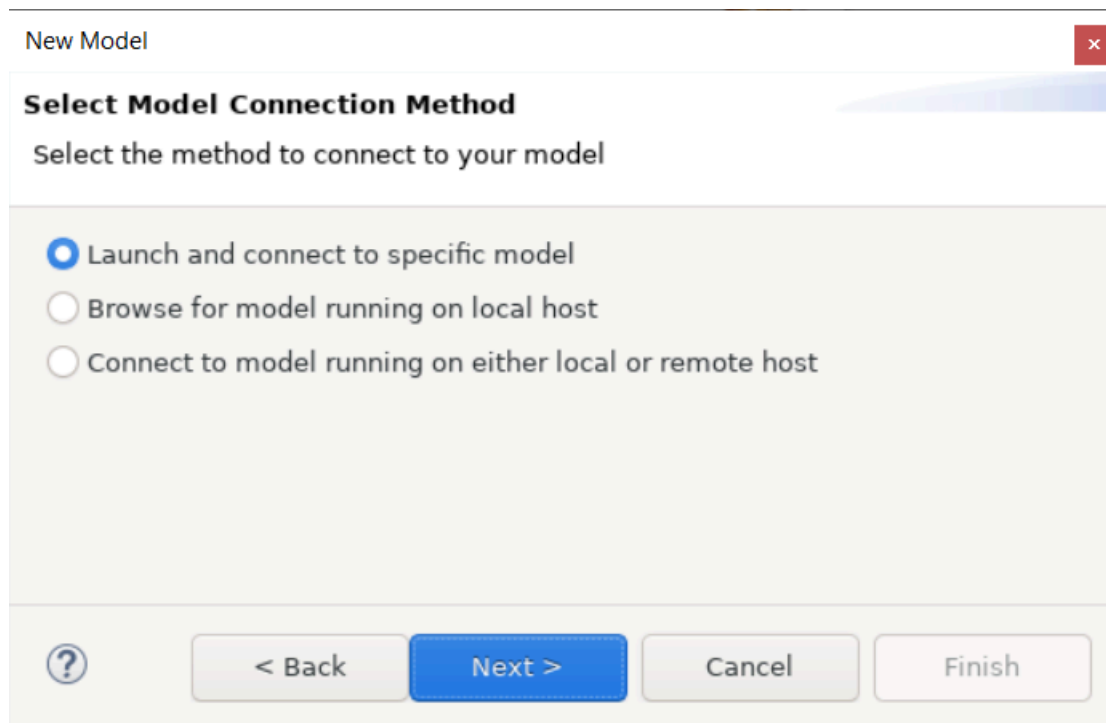 New Model
Select Model Connection Method
Select the method to connect to your model
Launch and connect to specific model
Browse for model running on local host
Connect to model running on either local or remote host
< Back Next > Cancel Finish